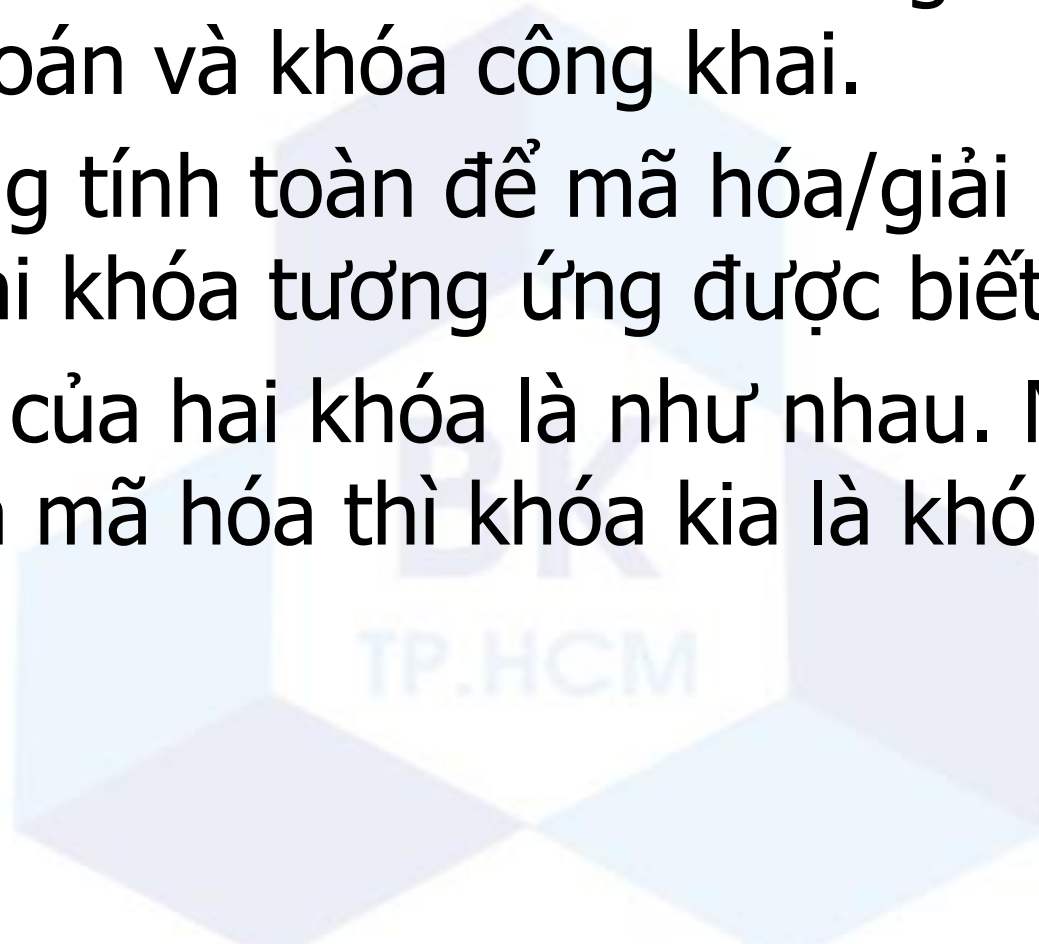 oán và khóa công khai.
g tính toàn để mã hóa/giải
i khóa tương ứng được biết
của hai khóa là như nhau.
mã hóa thì khóa kia là khó
BK
TP.HCM